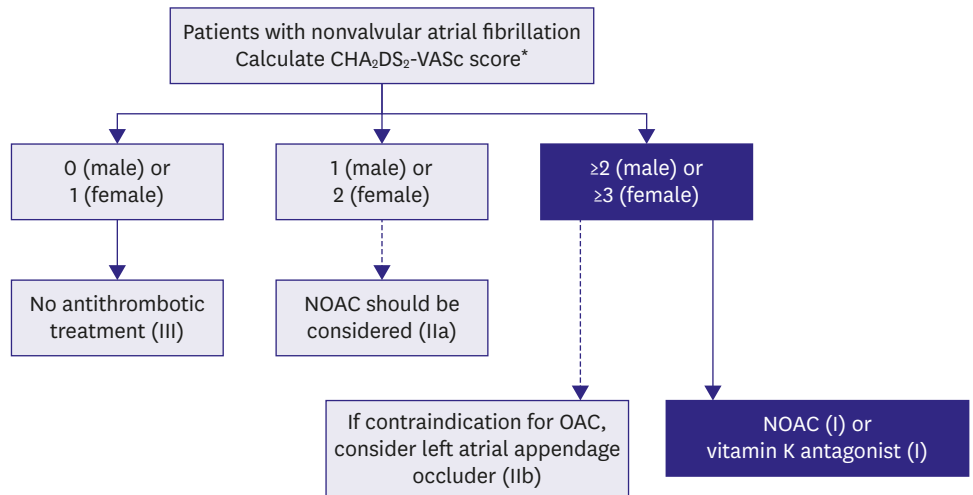 Patients with nonvalvular atrial fibrillation
Calculate CHA₂DS₂-VASc score*
0 (male) or
1 (female)
1 (male) or
2 (female)
≥2 (male) or
≥3 (female)
No antithrombotic
treatment (III)
NOAC should be
considered (IIa)
If contraindication for OAC,
consider left atrial appendage
occluder (IIb)
NOAC (I) or
vitamin K antagonist (I)